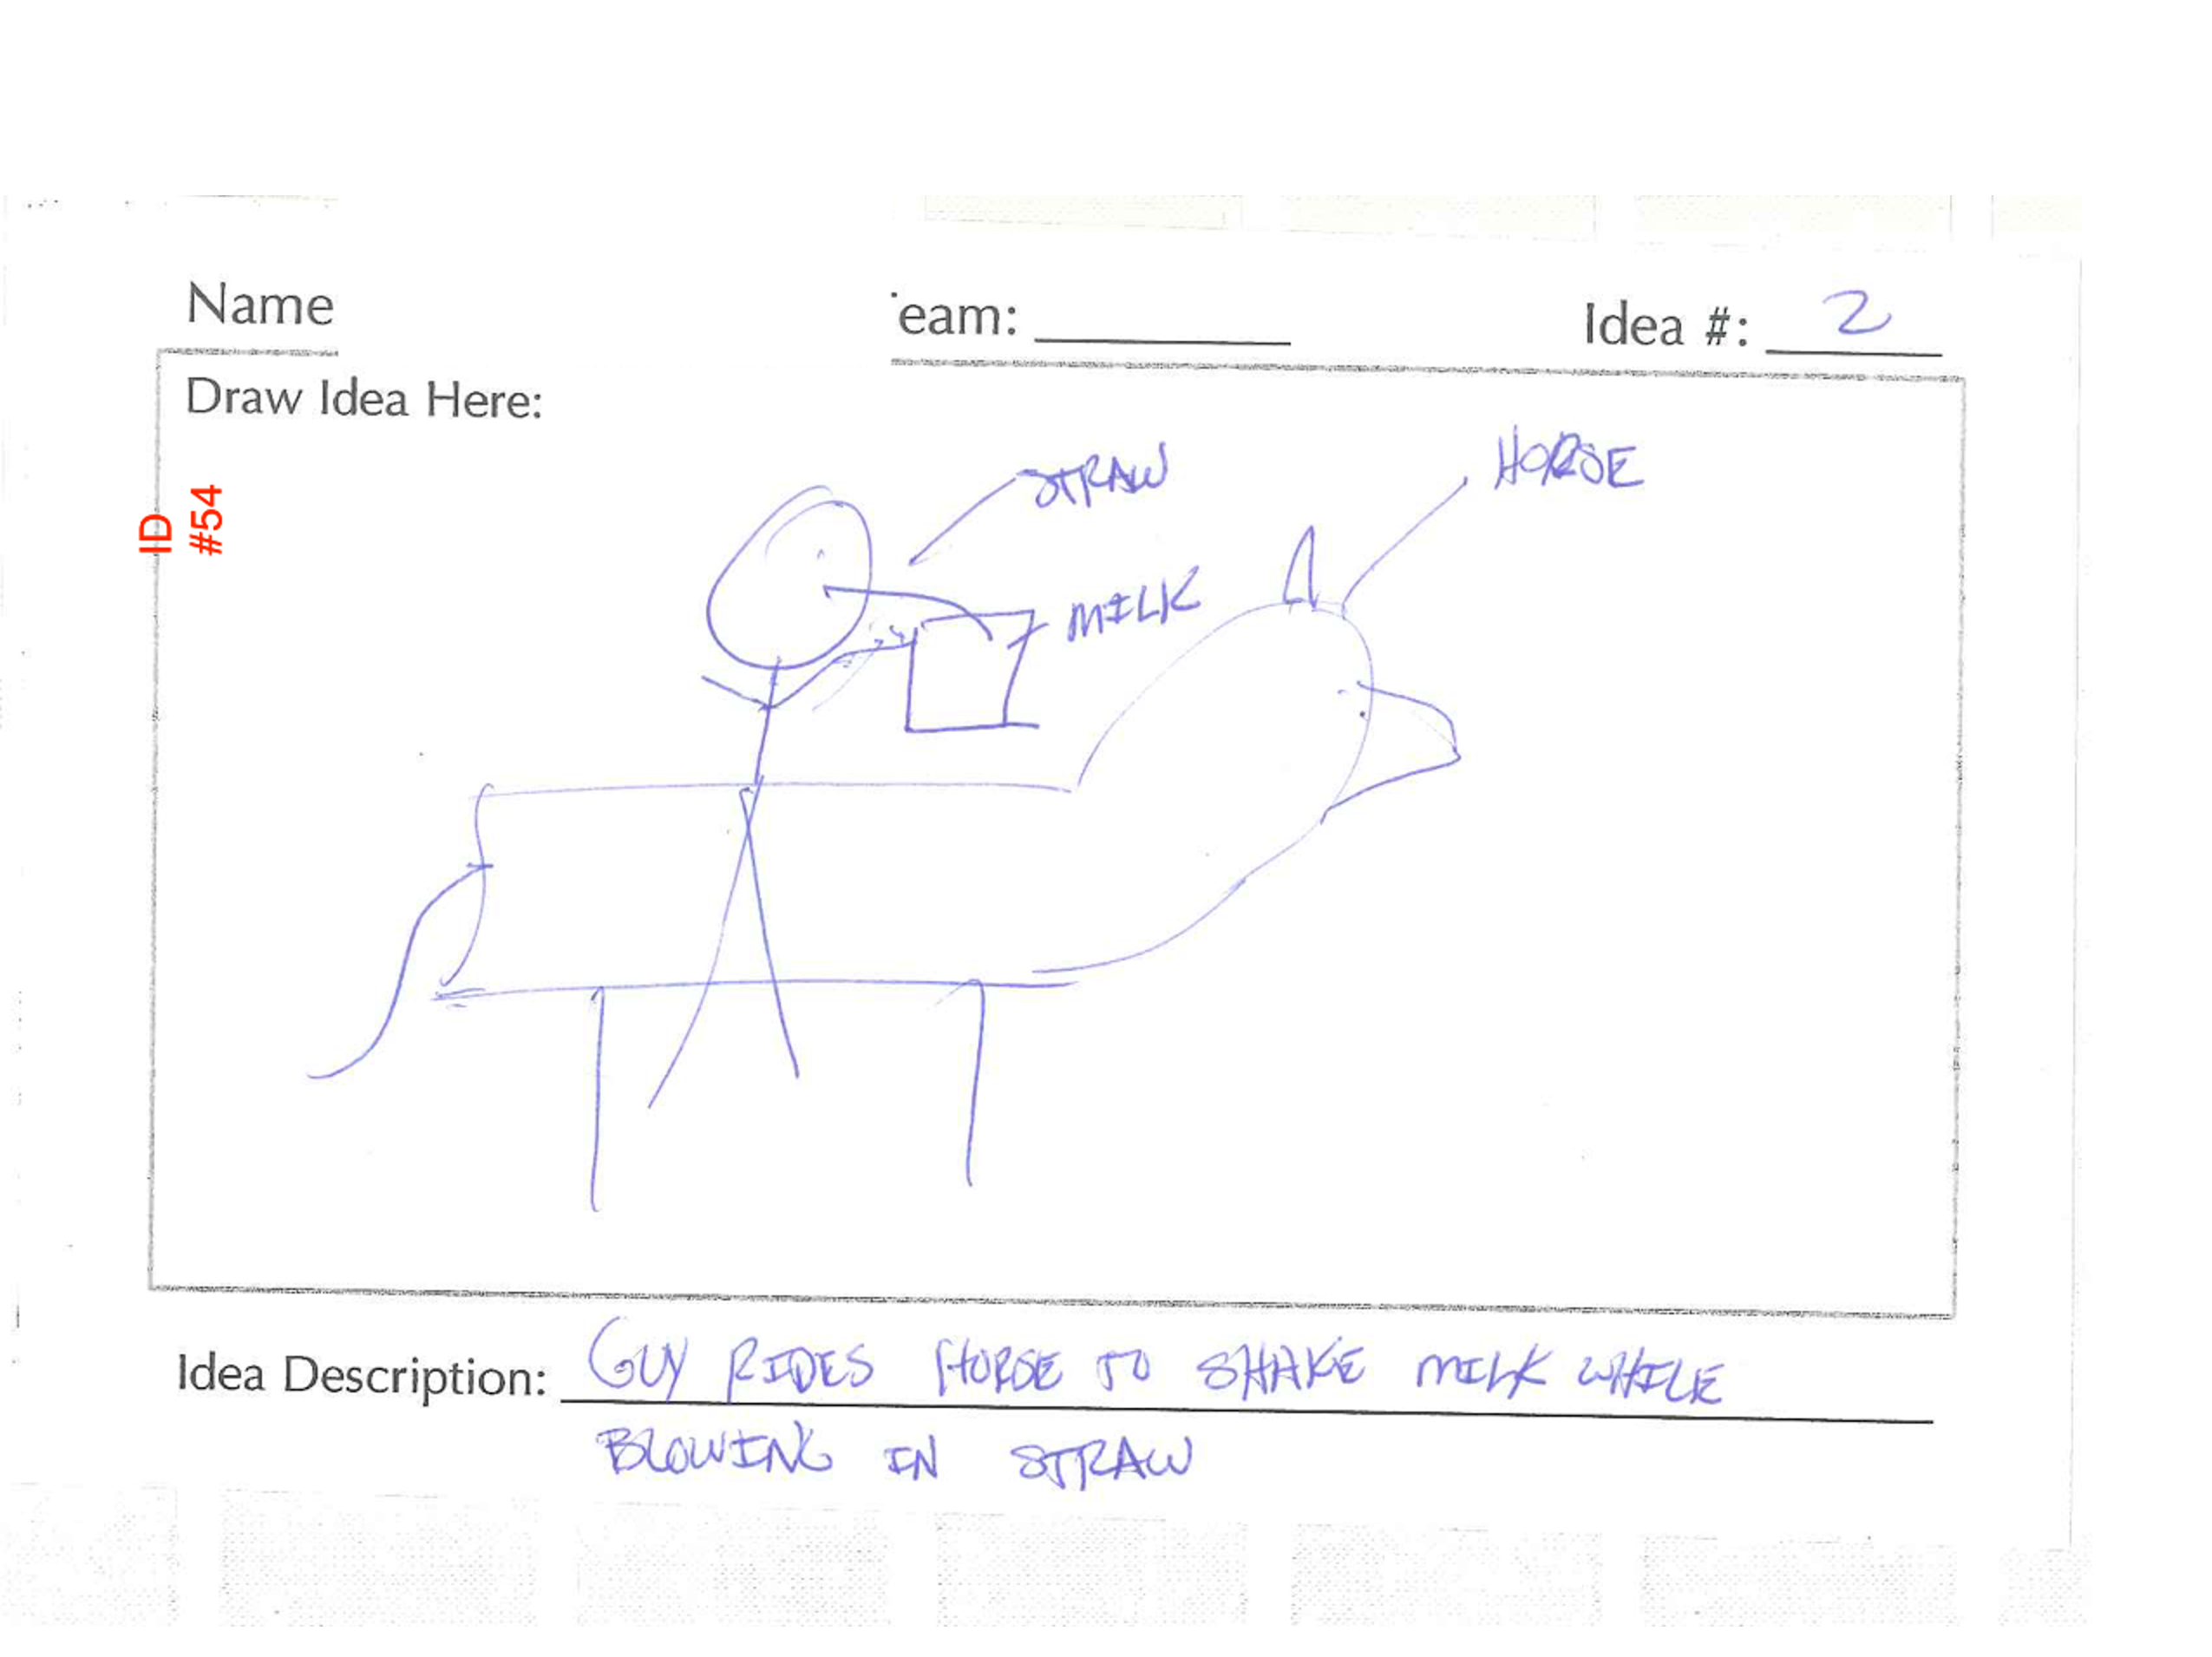 Name
eam:
Idea #: 2
Draw Idea Here:
ID
#54
STRAW
HORSE
MILK
Idea Description: GUY RIDES HORSE TO SHAKE MILK WHILE
BLOWING IN STRAW